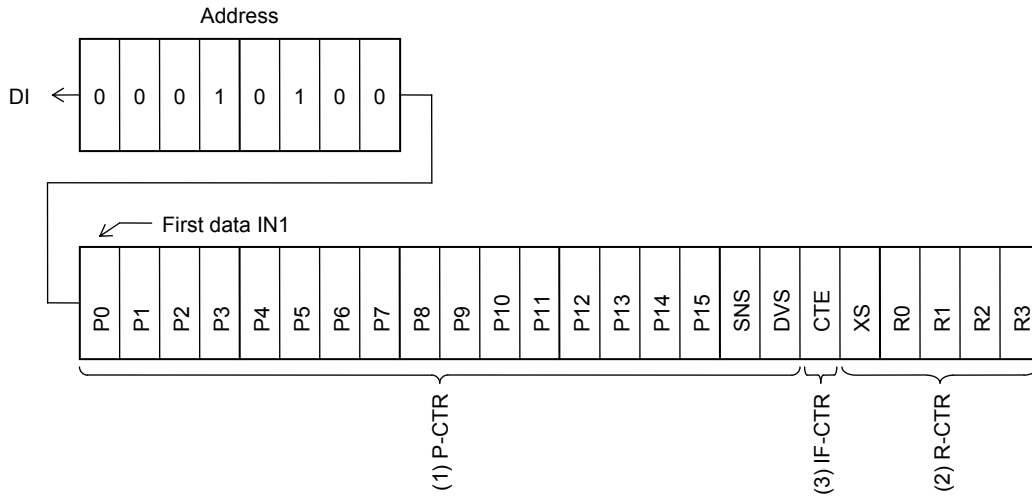 Address
DI
0 0 0 1 0 1 0 0
First data IN1
P0 P1 P2 P3 P4 P5 P6 P7 P8 P9 P10 P11 P12 P13 P14 P15 SNS DVS CTE XS R0 R1 R2 R3
(1) P-CTR
(3) IF-CTR
(2) R-CTR